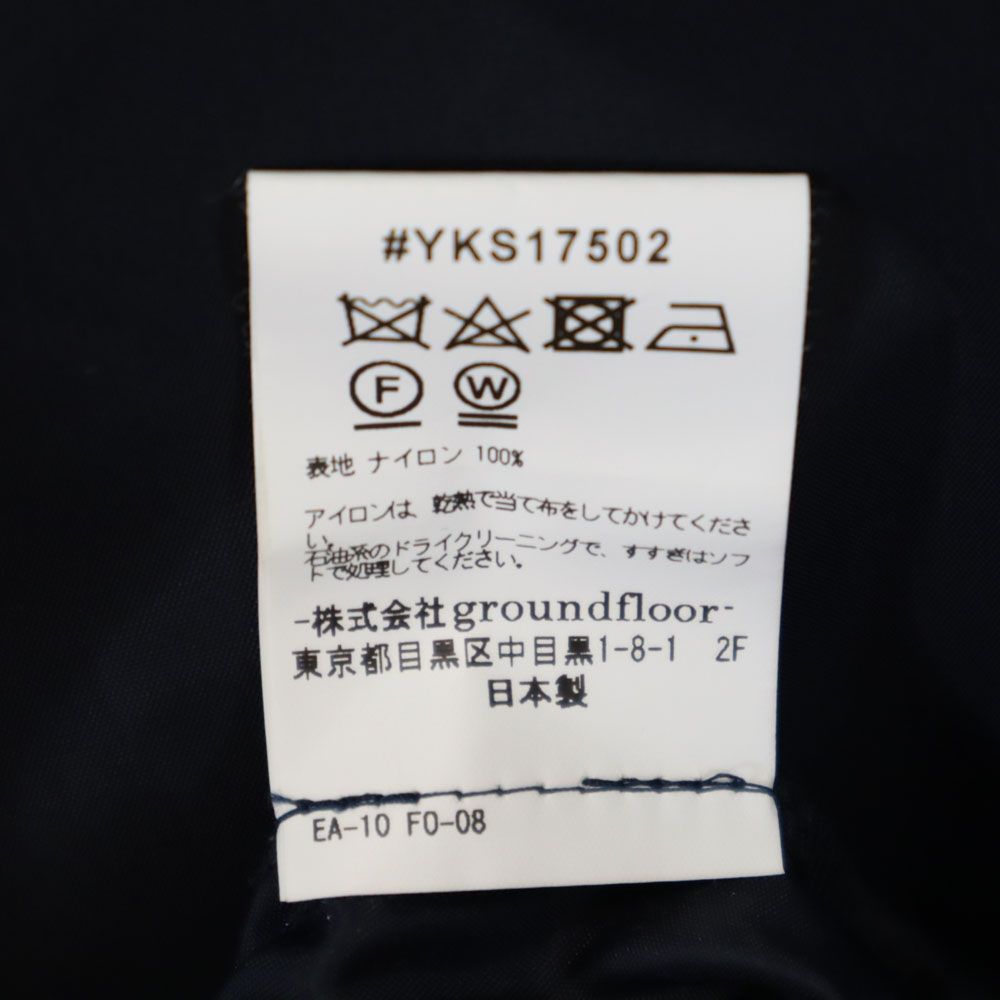 #YKS17502
F W
表地 ナイロン 100%
アイロンは、乾熱で当て布をしてかけてくださ
い。
石油系のドライクリーニングで、すすぎはソフ
トで処理してください。
-株式会社groundfloor-
東京都目黒区中目黒1-8-1 2F
日本製
EA-10 FO-08